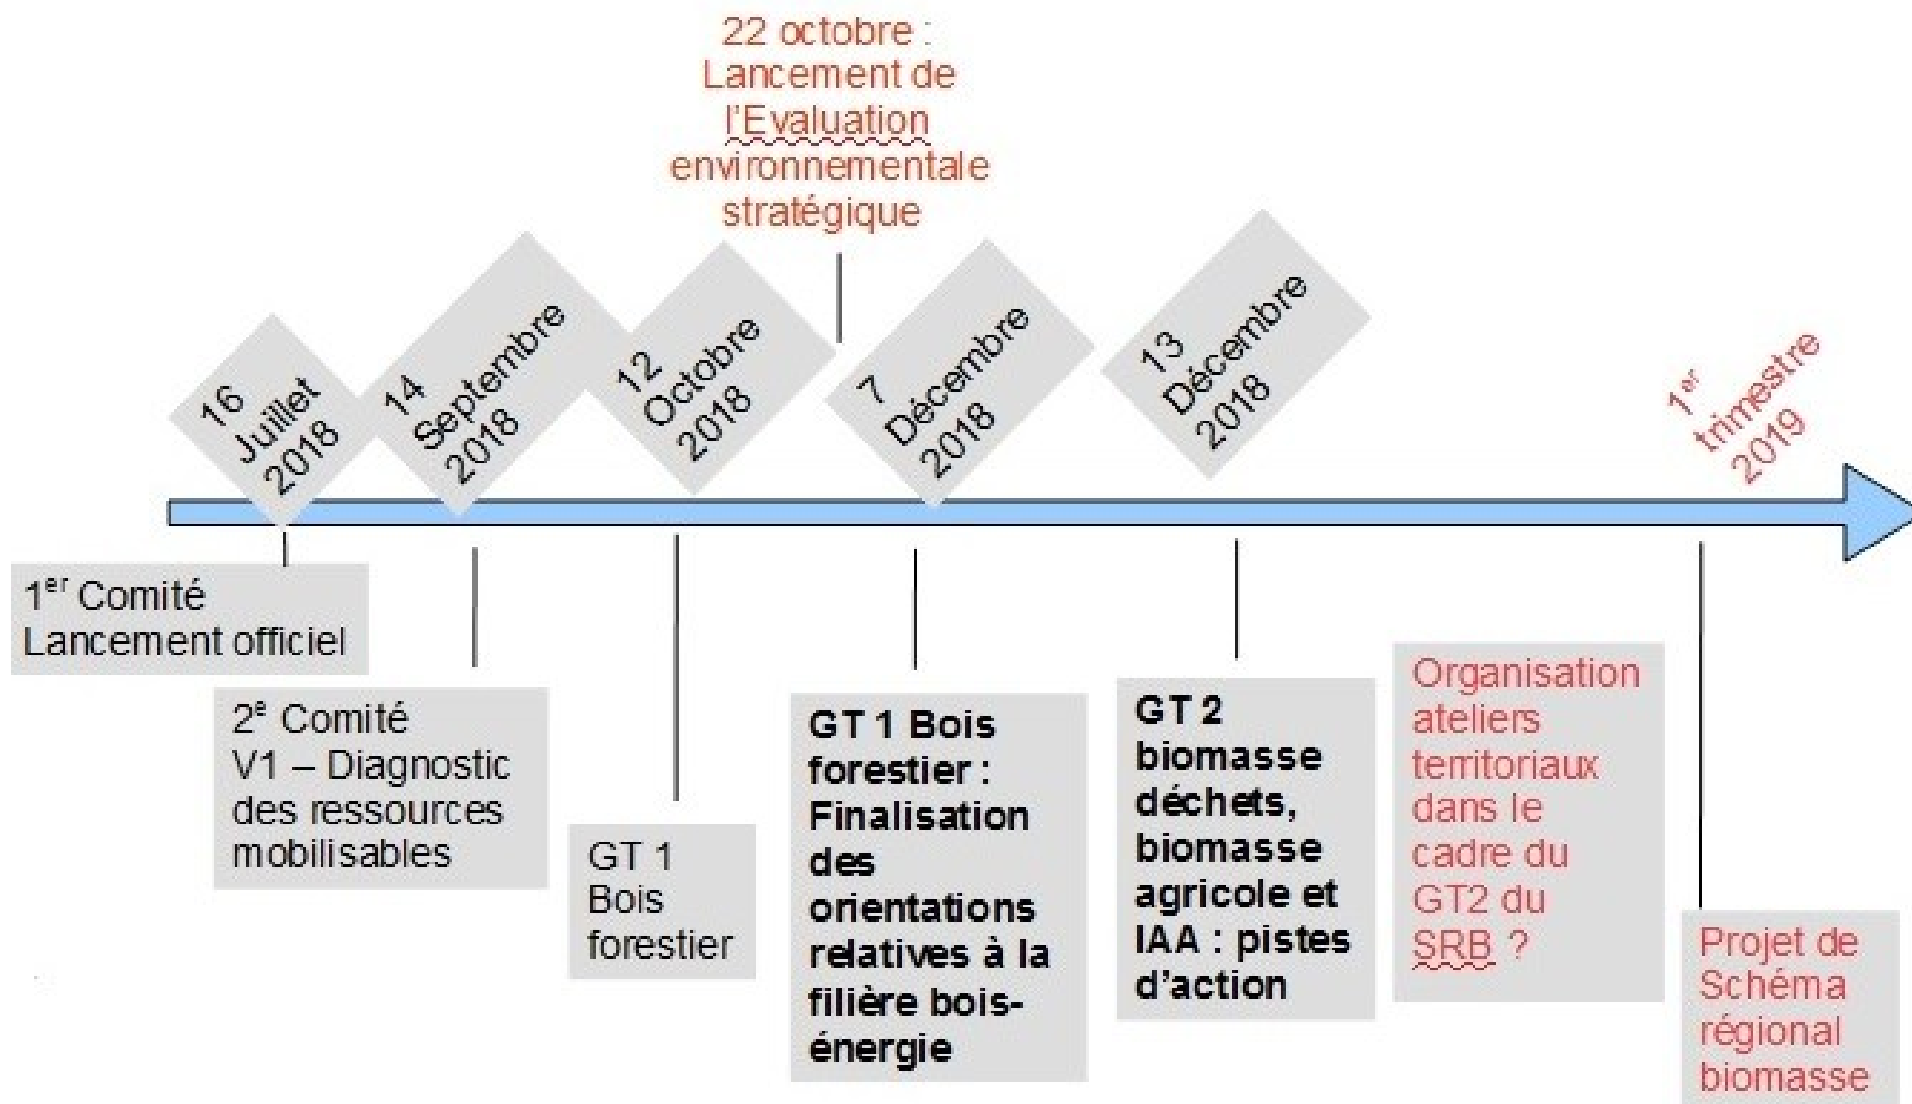 22 octobre :
Lancement de
l'Evaluation
environnementale
stratégique
16
Juillet
2018
14
Septembre
2018
12
Octobre
2018
7
Décembre
2018
13
Décembre
2018
1er
trimestre
2019
1er Comité
Lancement officiel
2e Comité
V1 – Diagnostic
des ressources
mobilisables
GT 1
Bois
forestier
GT 1 Bois
forestier :
Finalisation
des
orientations
relatives à la
filière bois-
énergie
GT 2
biomasse
déchets,
biomasse
agricole et
IAA : pistes
d'action
Organisation
ateliers
territoriaux
dans le
cadre du
GT2 du
SRB ?
Projet de
Schéma
régional
biomasse